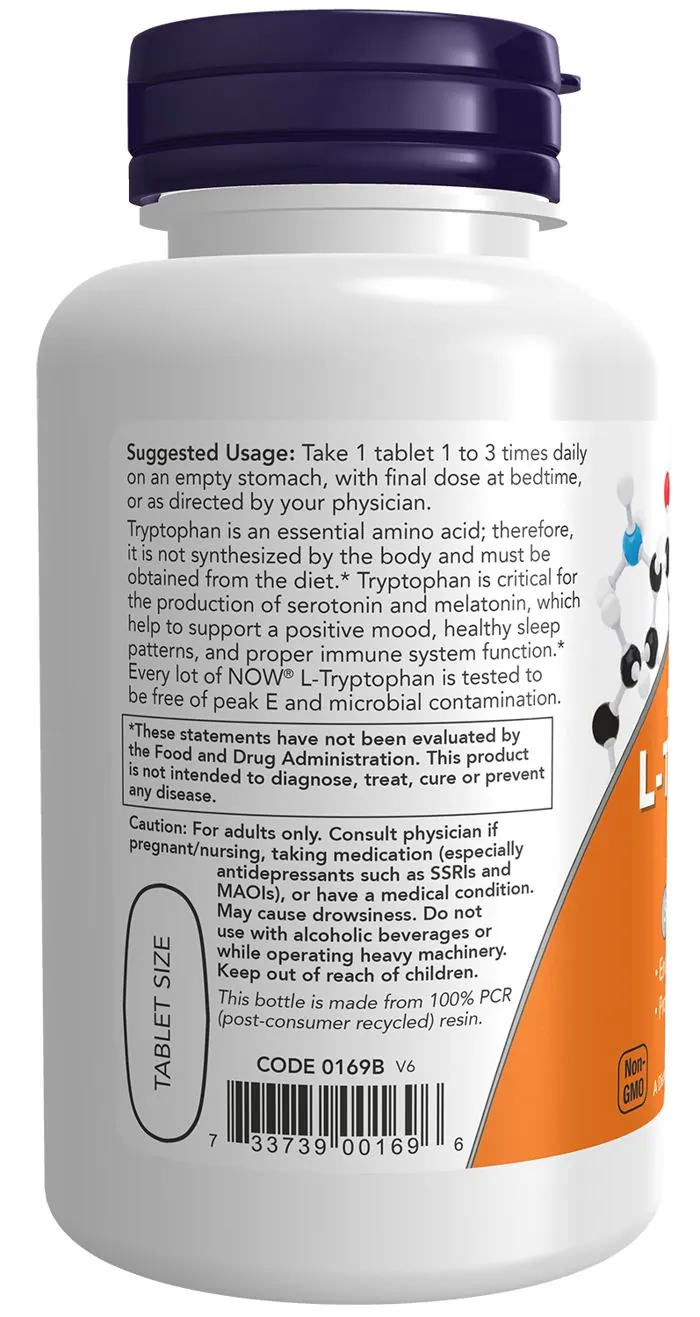 Suggested Usage: Take 1 tablet 1 to 3 times daily
on an empty stomach, with final dose at bedtime,
or as directed by your physician.
Tryptophan is an essential amino acid; therefore,
it is not synthesized by the body and must be
obtained from the diet.* Tryptophan is critical for
the production of serotonin and melatonin, which
help to support a positive mood, healthy sleep
patterns, and proper immune system function.*
Every lot of NOW® L-Tryptophan is tested to
be free of peak E and microbial contamination.
*These statements have not been evaluated by
the Food and Drug Administration. This product
is not intended to diagnose, treat, cure or prevent
any disease.
Caution: For adults only. Consult physician if
pregnant/nursing, taking medication (especially
antidepressants such as SSRIs and
MAOIs), or have a medical condition.
May cause drowsiness. Do not
use with alcoholic beverages or
while operating heavy machinery.
Keep out of reach of children.
This bottle is made from 100% PCR
(post-consumer recycled) resin.
TABLET SIZE
CODE 0169B V6
7 33739 00169 6
Non-
GMO